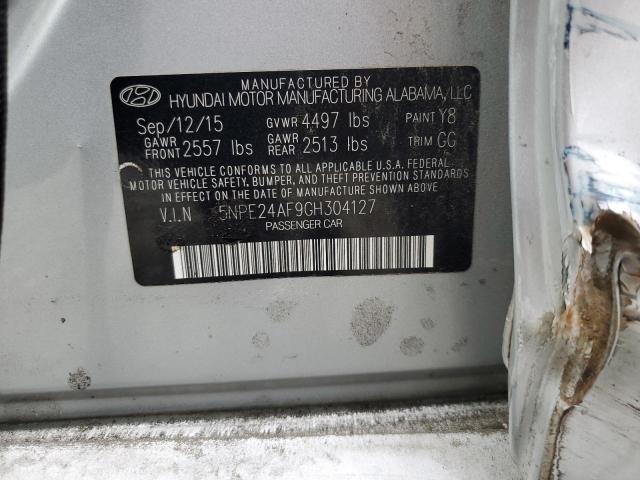 MANUFACTURED BY
HYUNDAI MOTOR MANUFACTURING ALABAMA, LLC
Sep/12/15 GVWR 4497 lbs PAINT Y8
GAWR FRONT 2557 lbs GAWR REAR 2513 lbs TRIM GG
THIS VEHICLE CONFORMS TO ALL APPLICABLE U.S.A. FEDERAL
MOTOR VEHICLE SAFETY, BUMPER, AND THEFT PREVENTION STANDARDS
IN EFFECT ON THE DATE OF MANUFACTURE SHOWN ABOVE
V.I.N 5NPE24AF9GH304127
PASSENGER CAR